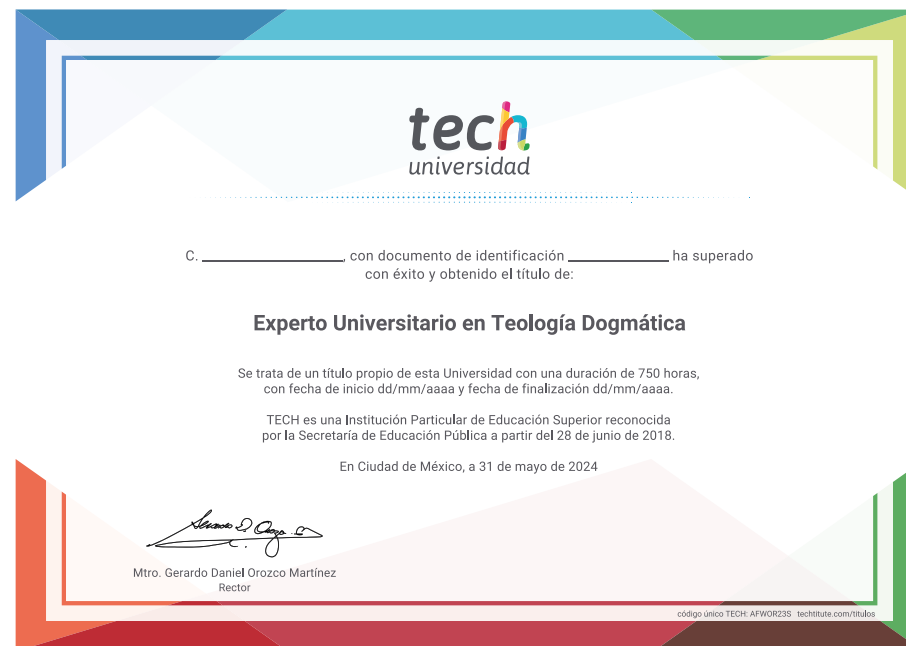 tech
universidad
C. ____________________, con documento de identificación ______________ ha superado
con éxito y obtenido el título de:
Experto Universitario en Teología Dogmática
Se trata de un título propio de esta Universidad con una duración de 750 horas,
con fecha de inicio dd/mm/aaaa y fecha de finalización dd/mm/aaaa.
TECH es una Institución Particular de Educación Superior reconocida
por la Secretaría de Educación Pública a partir del 28 de junio de 2018.
En Ciudad de México, a 31 de mayo de 2024
Mtro. Gerardo Daniel Orozco Martínez
Rector
código único TECH: AFWOR23S techtitute.com/titulos